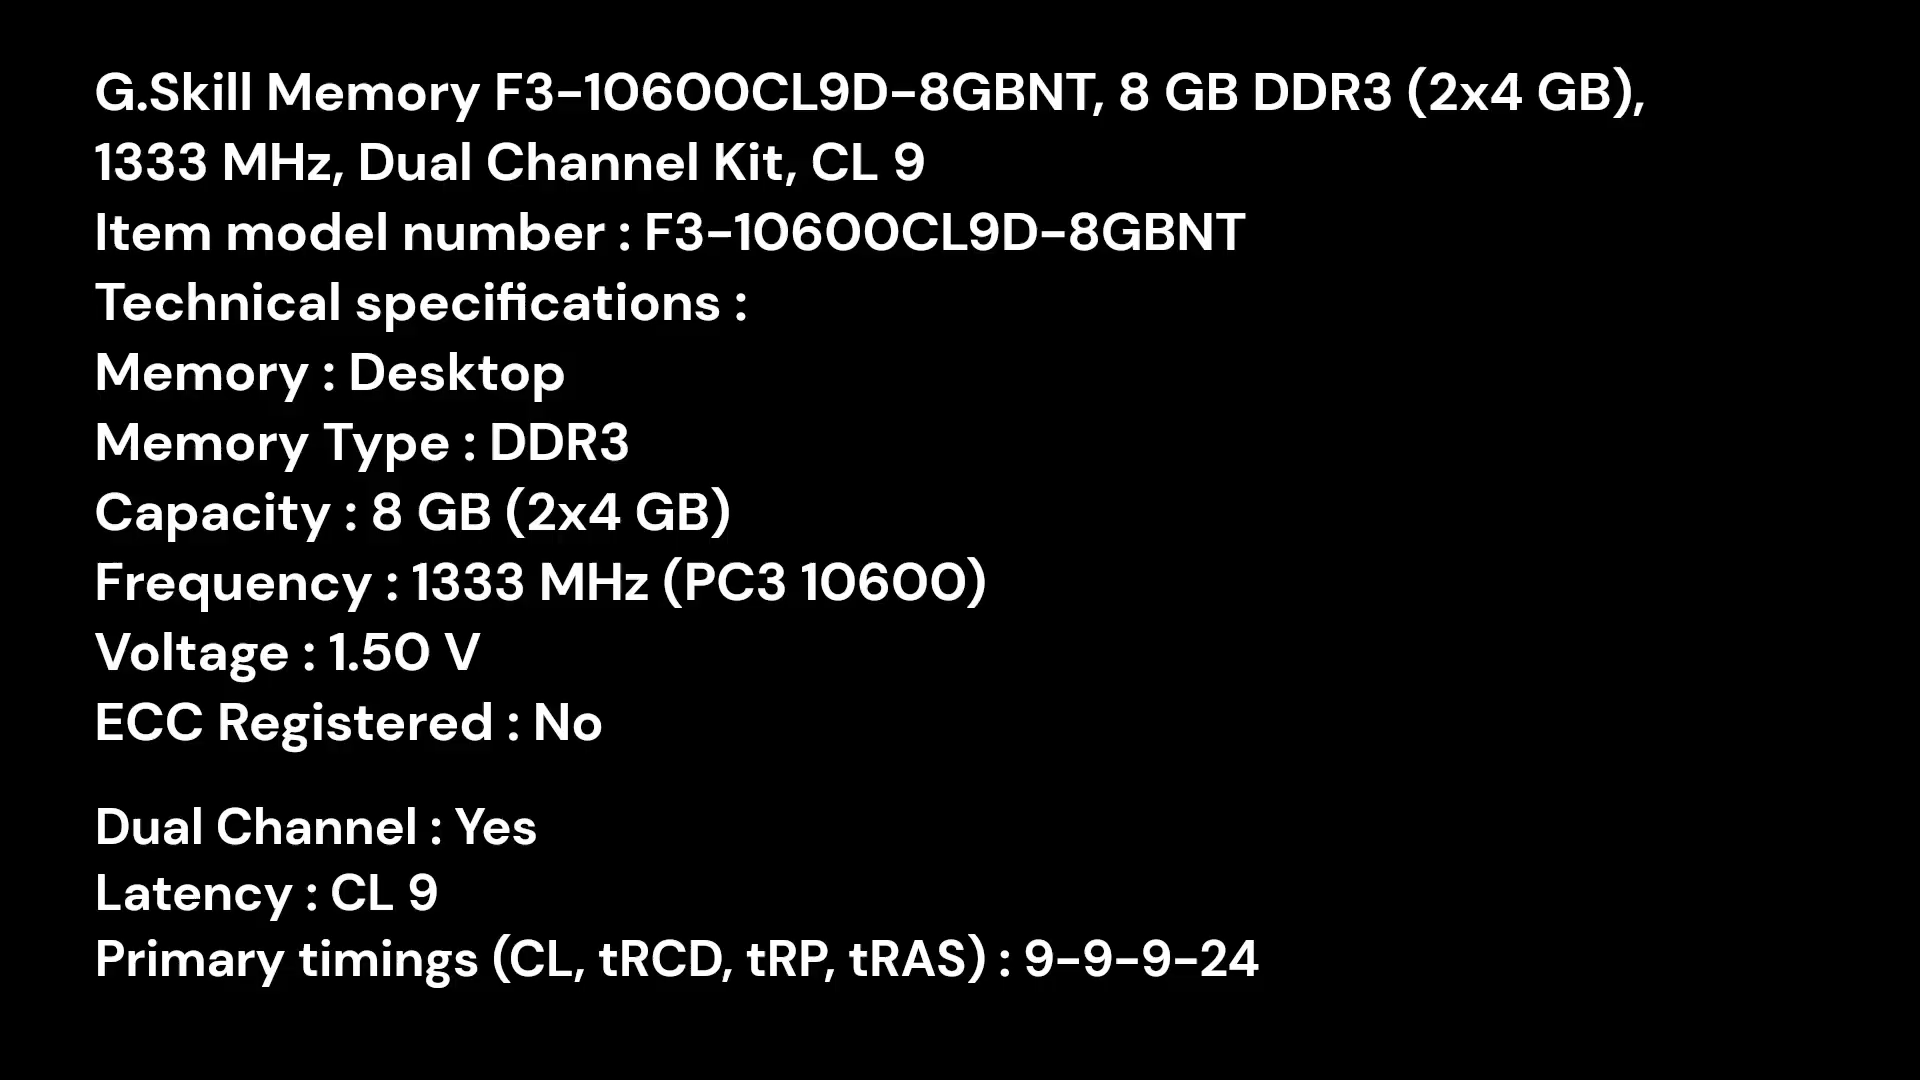 G.Skill Memory F3-10600CL9D-8GBNT, 8 GB DDR3 (2x4 GB),
1333 MHz, Dual Channel Kit, CL 9
Item model number : F3-10600CL9D-8GBNT
Technical specifications :
Memory : Desktop
Memory Type : DDR3
Capacity : 8 GB (2x4 GB)
Frequency : 1333 MHz (PC3 10600)
Voltage : 1.50 V
ECC Registered : No
Dual Channel : Yes
Latency : CL 9
Primary timings (CL, tRCD, tRP, tRAS) : 9-9-9-24